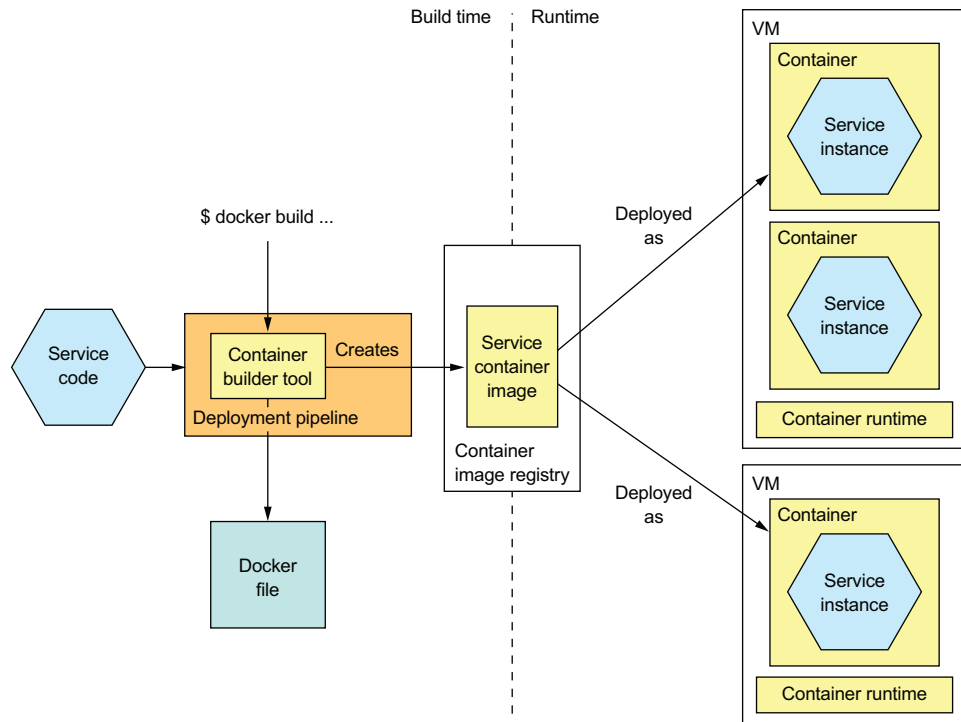 Build time
Runtime
VM
Container
Service
instance
$ docker build ...
Deployed
as
Container
Service
instance
Service
code
Container
builder tool
Creates
Deployment pipeline
Service
container
image
Container
image registry
Container runtime
Deployed
as
VM
Container
Service
instance
Docker
file
Container runtime